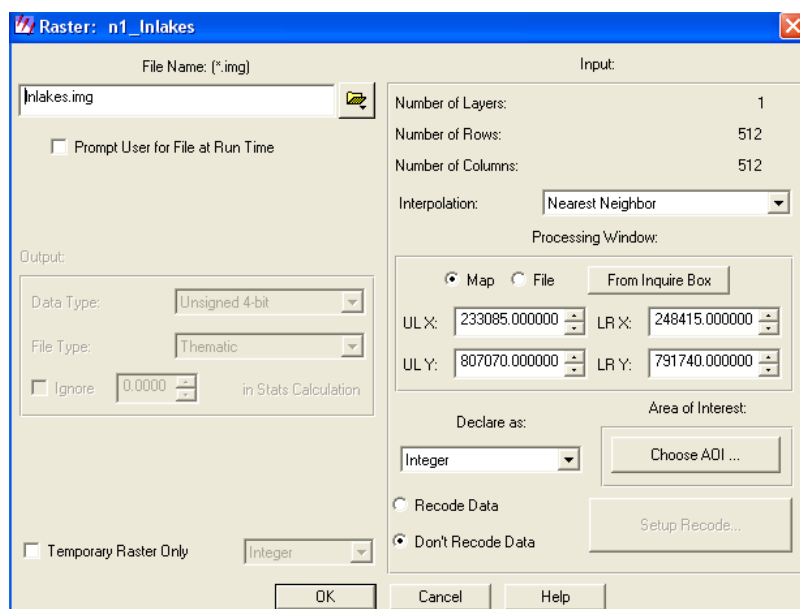 Raster: n1_Inlakes
File Name: (*.img)
lnlakes.img
Prompt User for File at Run Time
Output:
Data Type: Unsigned 4-bit
File Type: Thematic
Ignore 0.0000 in Stats Calculation
Temporary Raster Only Integer
Input:
Number of Layers: 1
Number of Rows: 512
Number of Columns: 512
Interpolation: Nearest Neighbor
Processing Window:
Map File From Inquire Box
UL X: 233085.000000 LR X: 248415.000000
UL Y: 807070.000000 LR Y: 791740.000000
Declare as:
Integer
Area of Interest:
Choose AOI ...
Recode Data
Don't Recode Data
Setup Recode...
OK Cancel Help